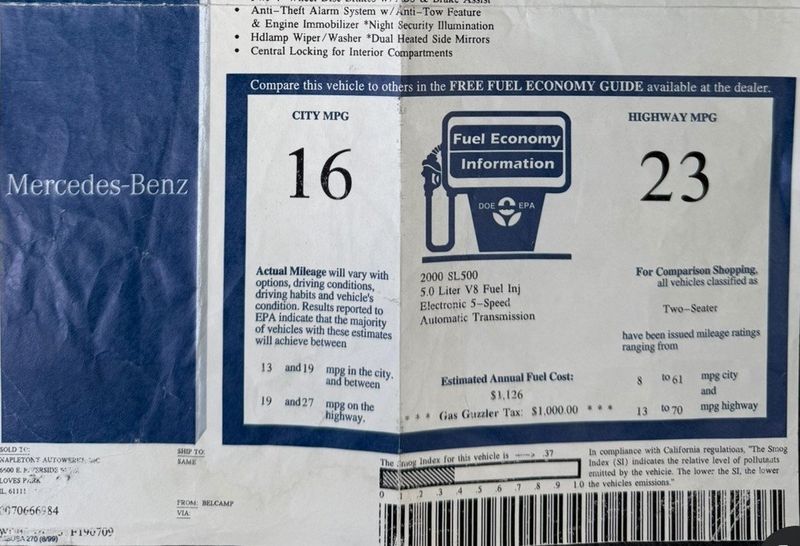 • Anti-Theft Alarm System w/Anti-Tow Feature
& Engine Immobilizer *Night Security Illumination
• Hdlamp Wiper/Washer *Dual Heated Side Mirrors
• Central Locking for Interior Compartments
Mercedes-Benz
Compare this vehicle to others in the FREE FUEL ECONOMY GUIDE available at the dealer.
CITY MPG
16
Fuel Economy
Information
DOE EPA
HIGHWAY MPG
23
Actual Mileage will vary with
options, driving conditions,
driving habits and vehicle's
condition. Results reported to
EPA indicate that the majority
of vehicles with these estimates
will achieve between
13 and 19 mpg in the city.
and between
19 and 27 mpg on the
highway.
2000 SL500
5.0 Liter V8 Fuel Inj
Electronic 5-Speed
Automatic Transmission
Estimated Annual Fuel Cost:
$1,126
* * * Gas Guzzler Tax: $1,000.00 * * *
For Comparison Shopping,
all vehicles classified as
Two-Seater
have been issued mileage ratings
ranging from
8 to 61 mpg city
and
13 to 70 mpg highway
SOLD TO:
NAPLETON'S AUTOWERKS
LOVES PARK
IL 61111
SHIP TO:
SAME
FROM: BELCAMP
VIA:
F190709
MBUSA 270 (8/99)
The Smog Index for this vehicle is ---> .37
0 .1 .2 .3 .4 .5 .6 .7 .8 .9 1.0
In compliance with California regulations, "The Smog
Index (SI) indicates the relative level of pollutants
emitted by the vehicle. The lower the SI, the lower
the vehicles emissions."